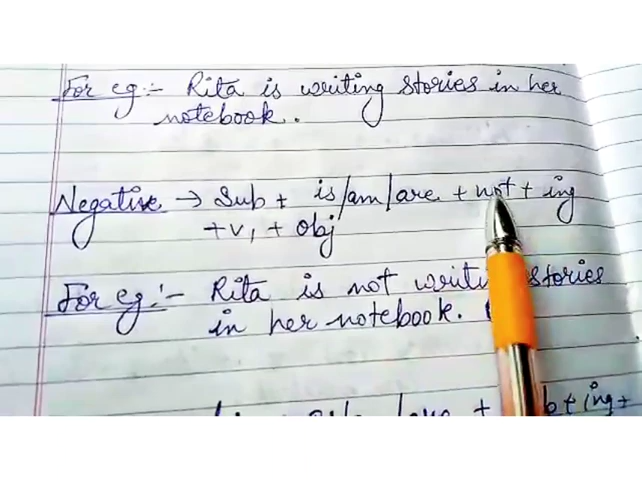 For eg:- Rita is writing stories in her
notebook.
Negative → Sub + is/am/are + not + ing
+ v1 + obj
For eg:- Rita is not stories
in her notebook.
+ ing +